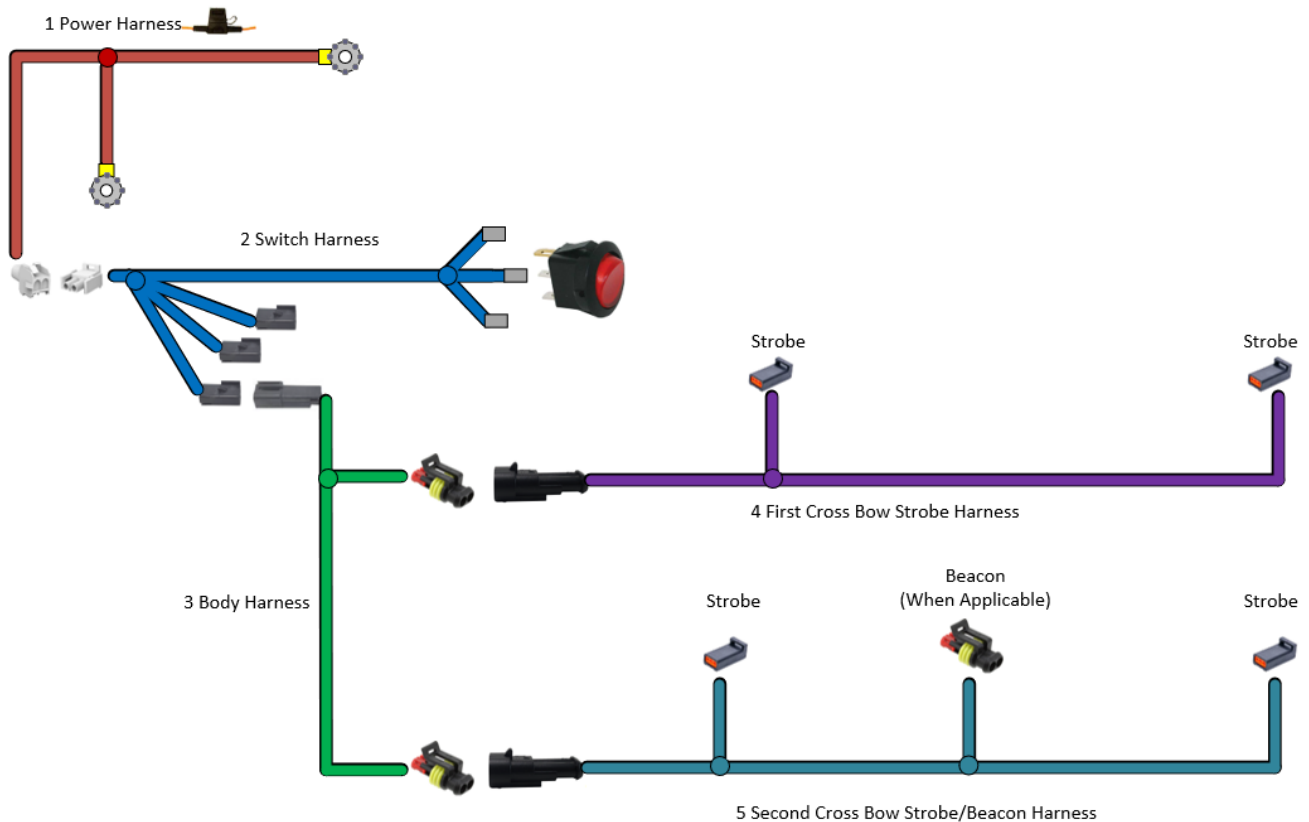 1 Power Harness
2 Switch Harness
Strobe
Strobe
4 First Cross Bow Strobe Harness
3 Body Harness
Strobe
Beacon
(When Applicable)
Strobe
5 Second Cross Bow Strobe/Beacon Harness